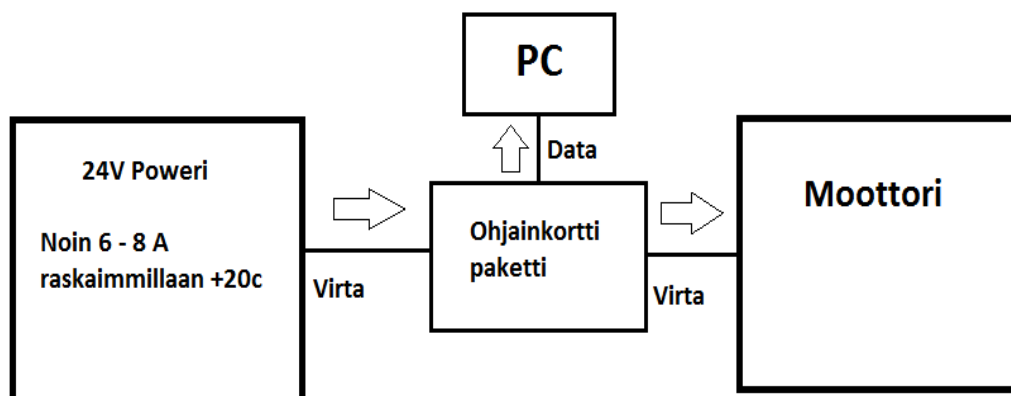 PC
Data
24V Poweri
Noin 6 - 8 A
raskaimmillaan +20c
Virta
Ohjainkortti
paketti
Virta
Moottori